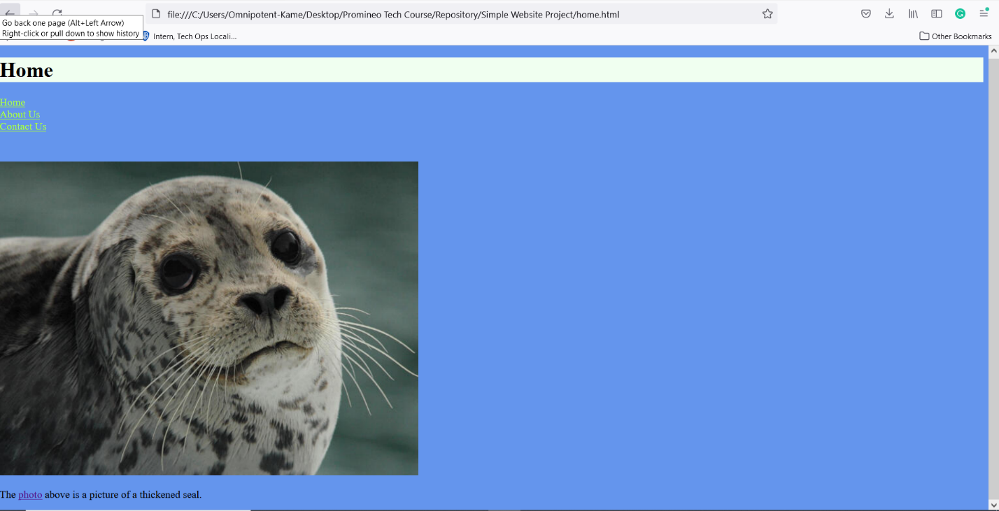 file:///C:/Users/Omnipotent-Kame/Desktop/Promineo Tech Course/Repository/Simple Website Project/home.html
Go back one page (Alt+Left Arrow)
Right-click or pull down to show history
Intern, Tech Ops Locali...
Other Bookmarks
Home
Home
About Us
Contact Us
The photo above is a picture of a thickened seal.